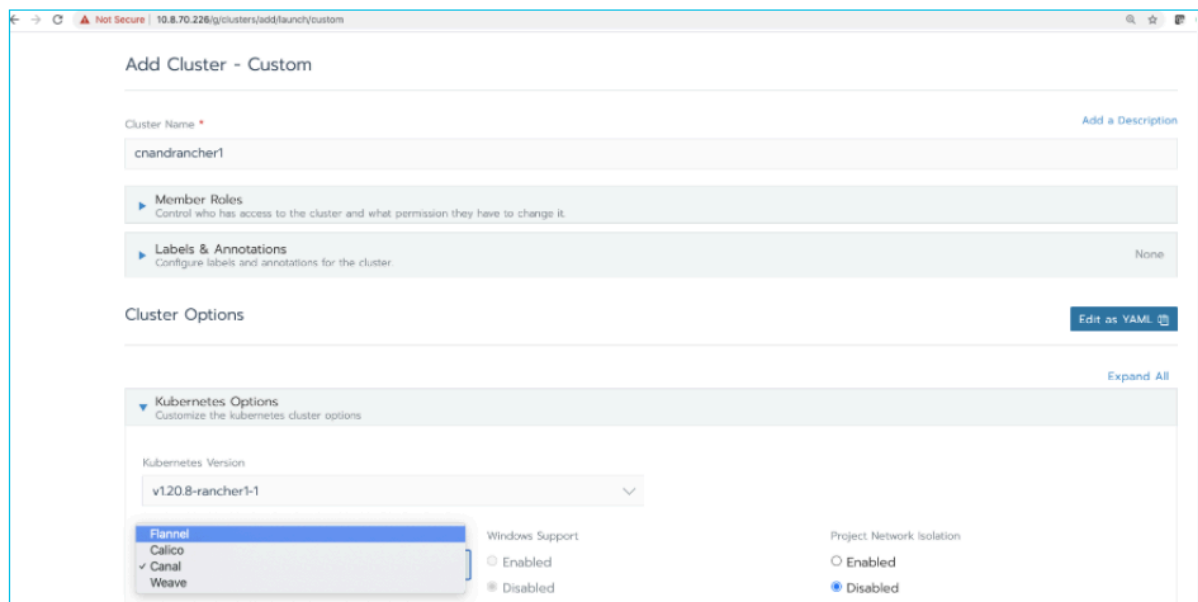 Not Secure 10.8.70.226/g/clusters/add/launch/custom
Add Cluster - Custom
Cluster Name *
Add a Description
cnandrancher1
Member Roles
Control who has access to the cluster and what permission they have to change it.
Labels & Annotations
Configure labels and annotations for the cluster.
None
Cluster Options
Edit as YAML
Expand All
Kubernetes Options
Customize the kubernetes cluster options
Kubernetes Version
v1.20.8-rancher1-1
Flannel
Calico
✓ Canal
Weave
Windows Support
Enabled
Disabled
Project Network Isolation
Enabled
Disabled